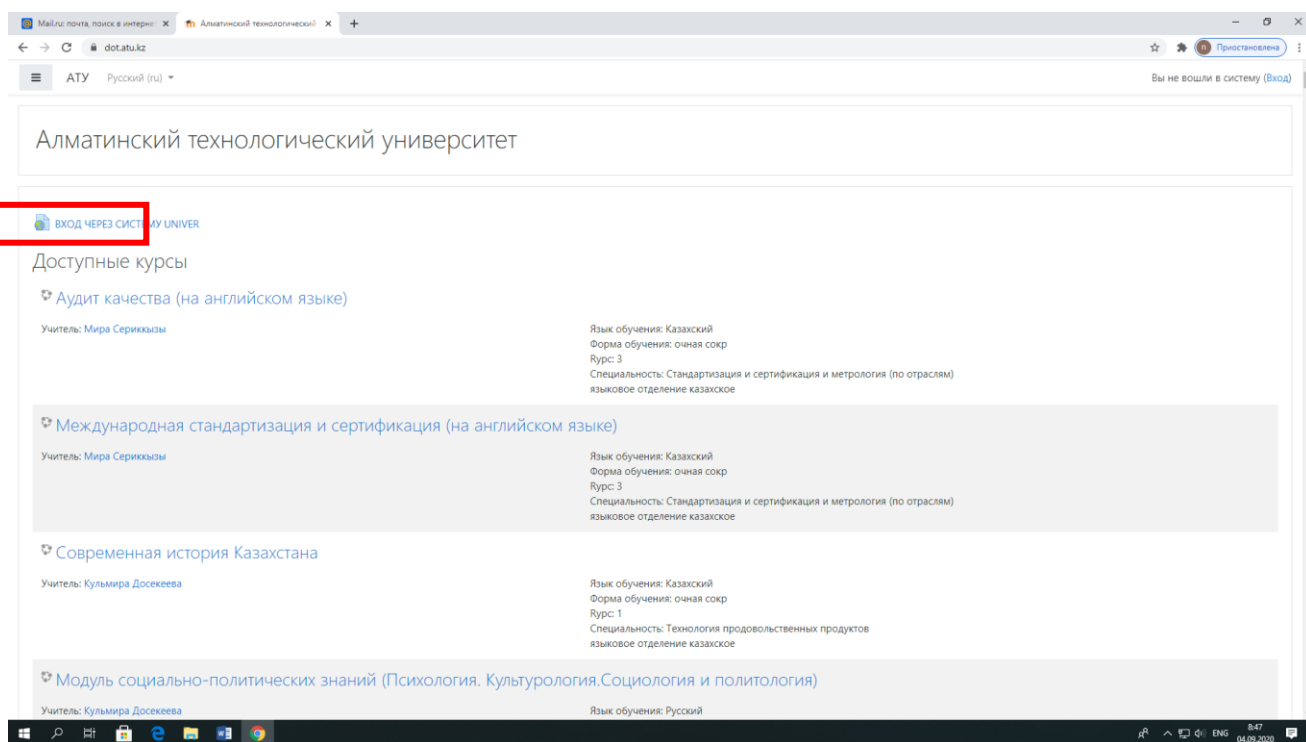 Mail.ru: почта, поиск в интернет
Алматинский технологический
dot.atu.kz
Приостановлена
АТУ Русский (ru)
Вы не вошли в систему (Вход)
Алматинский технологический университет
ВХОД ЧЕРЕЗ СИСТЕМУ UNIVER
Доступные курсы
Аудит качества (на английском языке)
Учитель: Мира Сериккызы
Язык обучения: Казахский
Форма обучения: очная сокр
Rypc: 3
Специальность: Стандартизация и сертификация и метрология (по отраслям)
языковое отделение казахское
Международная стандартизация и сертификация (на английском языке)
Учитель: Мира Сериккызы
Язык обучения: Казахский
Форма обучения: очная сокр
Rypc: 3
Специальность: Стандартизация и сертификация и метрология (по отраслям)
языковое отделение казахское
Современная история Казахстана
Учитель: Кульмира Досекеева
Язык обучения: Казахский
Форма обучения: очная сокр
Rypc: 1
Специальность: Технология продовольственных продуктов
языковое отделение казахское
Модуль социально-политических знаний (Психология. Культурология.Социология и политология)
Учитель: Кульмира Досекеева
Язык обучения: Русский
ENG
8:47
04.09.2020